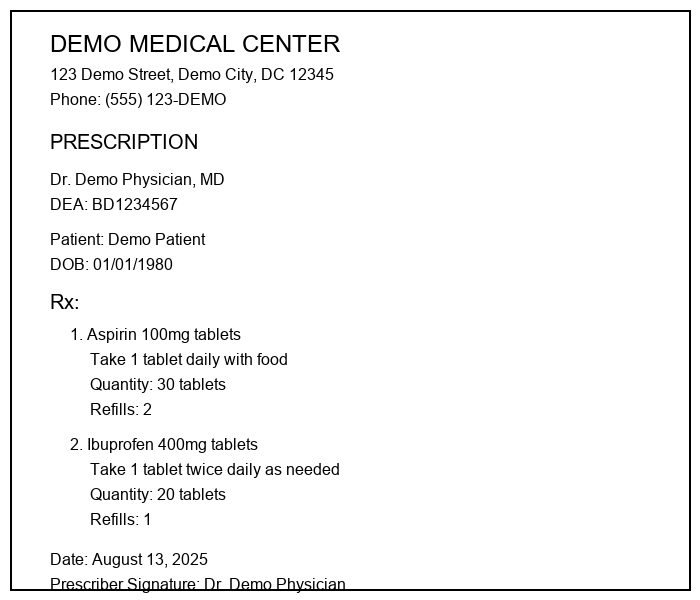 DEMO MEDICAL CENTER
123 Demo Street, Demo City, DC 12345
Phone: (555) 123-DEMO
PRESCRIPTION
Dr. Demo Physician, MD
DEA: BD1234567
Patient: Demo Patient
DOB: 01/01/1980
Rx:
1. Aspirin 100mg tablets
Take 1 tablet daily with food
Quantity: 30 tablets
Refills: 2
2. Ibuprofen 400mg tablets
Take 1 tablet twice daily as needed
Quantity: 20 tablets
Refills: 1
Date: August 13, 2025
Prescriber Signature: Dr. Demo Physician